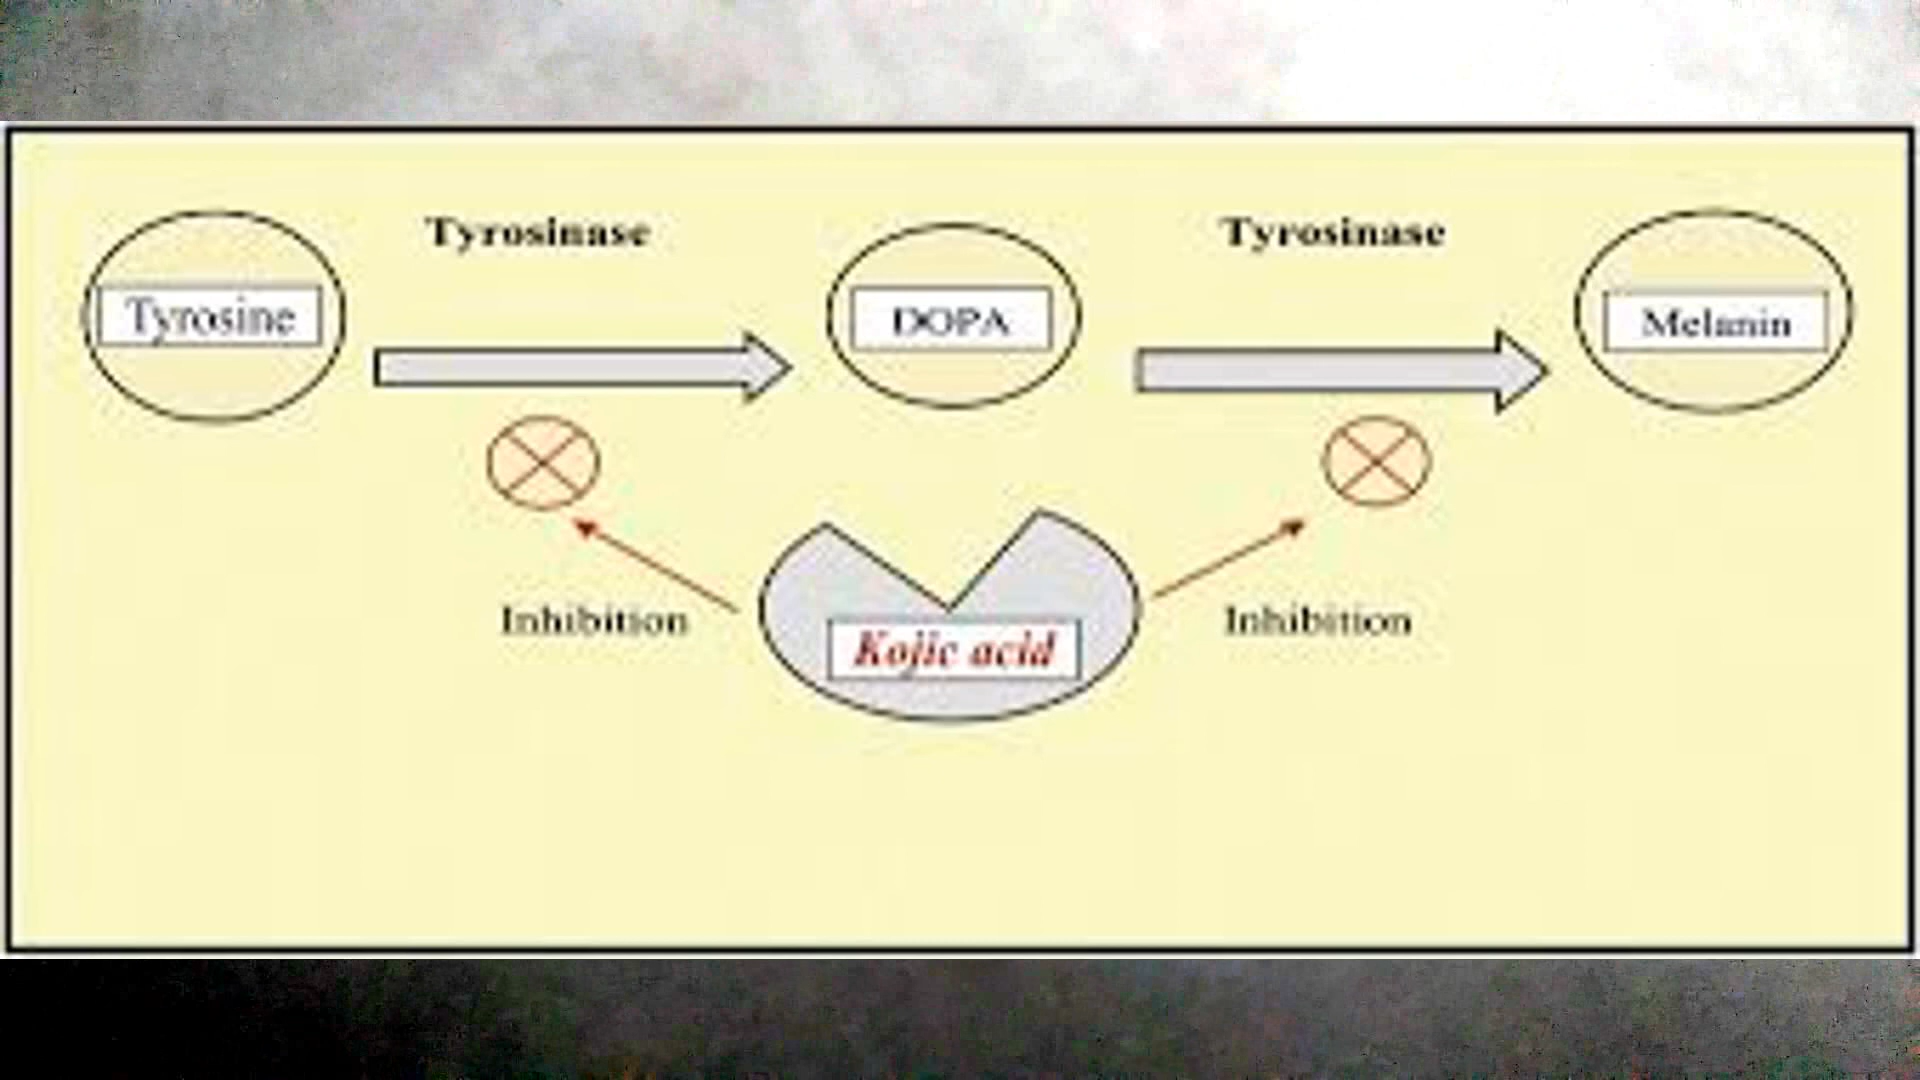 Tyrosinase
Tyrosinase
Tyrosine
DOPA
Melanin
Inhibition
Kojic acid
Inhibition